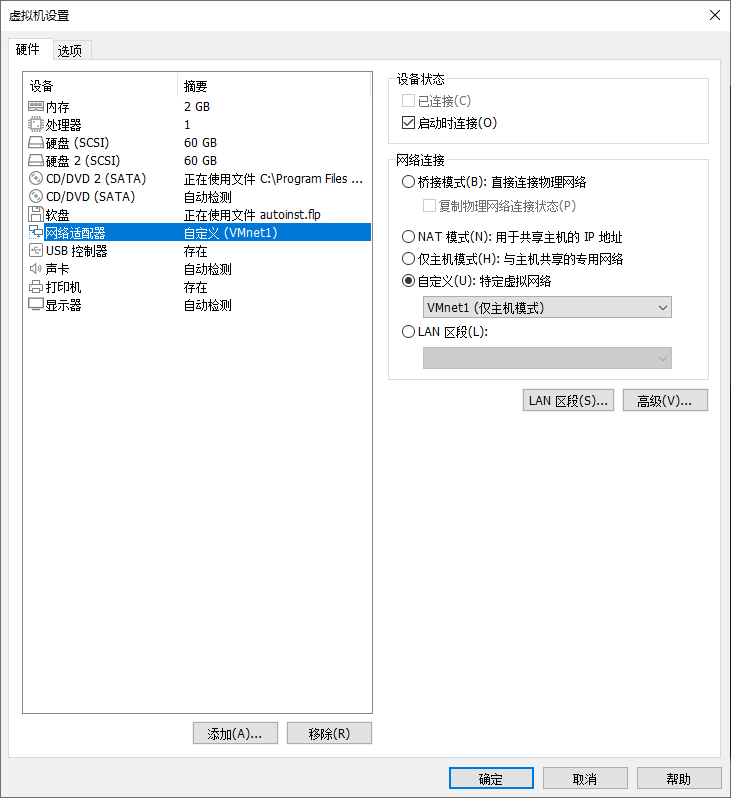 虚拟机设置
硬件 选项
设备 摘要
内存 2 GB
处理器 1
硬盘 (SCSI) 60 GB
硬盘 2 (SCSI) 60 GB
CD/DVD 2 (SATA) 正在使用文件 C:\Program Files ...
CD/DVD (SATA) 自动检测
软盘 正在使用文件 autoinst.flp
网络适配器 自定义 (VMnet1)
USB 控制器 存在
声卡 自动检测
打印机 存在
显示器 自动检测
添加(A)... 移除(R)
设备状态
已连接(C)
启动时连接(O)
网络连接
桥接模式(B): 直接连接物理网络
复制物理网络连接状态(P)
NAT 模式(N): 用于共享主机的 IP 地址
仅主机模式(H): 与主机共享的专用网络
自定义(U): 特定虚拟网络
VMnet1 (仅主机模式)
LAN 区段(L):
LAN 区段(S)... 高级(V)...
确定 取消 帮助